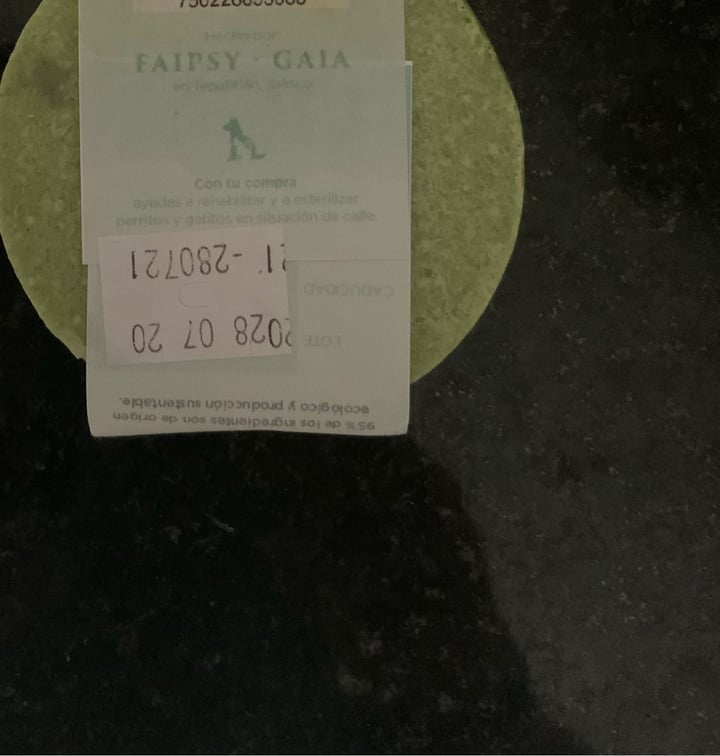 Hecho por:
FAIPSY · GAIA
en Tepatitlán, Jalisco.
Con tu compra
ayudas a rehabilitar y a esterilizar
perritos y gatitos en situación de calle.
95% de los ingredientes son de origen
ecológico y producción sustentable.
LOTE 2028 07 20
CADUCIDAD 21-280721